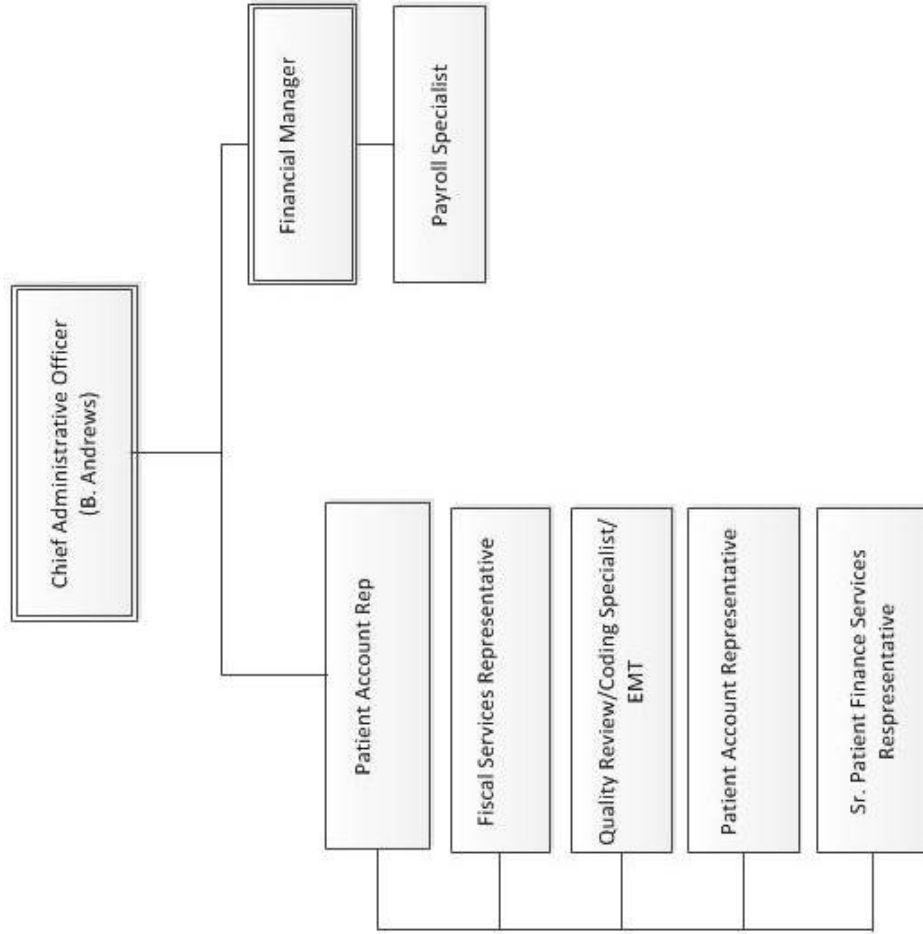 Chief Administrative Officer
(B. Andrews)
Patient Account Rep
Fiscal Services Representative
Quality Review/Coding Specialist/
EMT
Patient Account Representative
Sr. Patient Finance Services
Respresentative
Financial Manager
Payroll Specialist